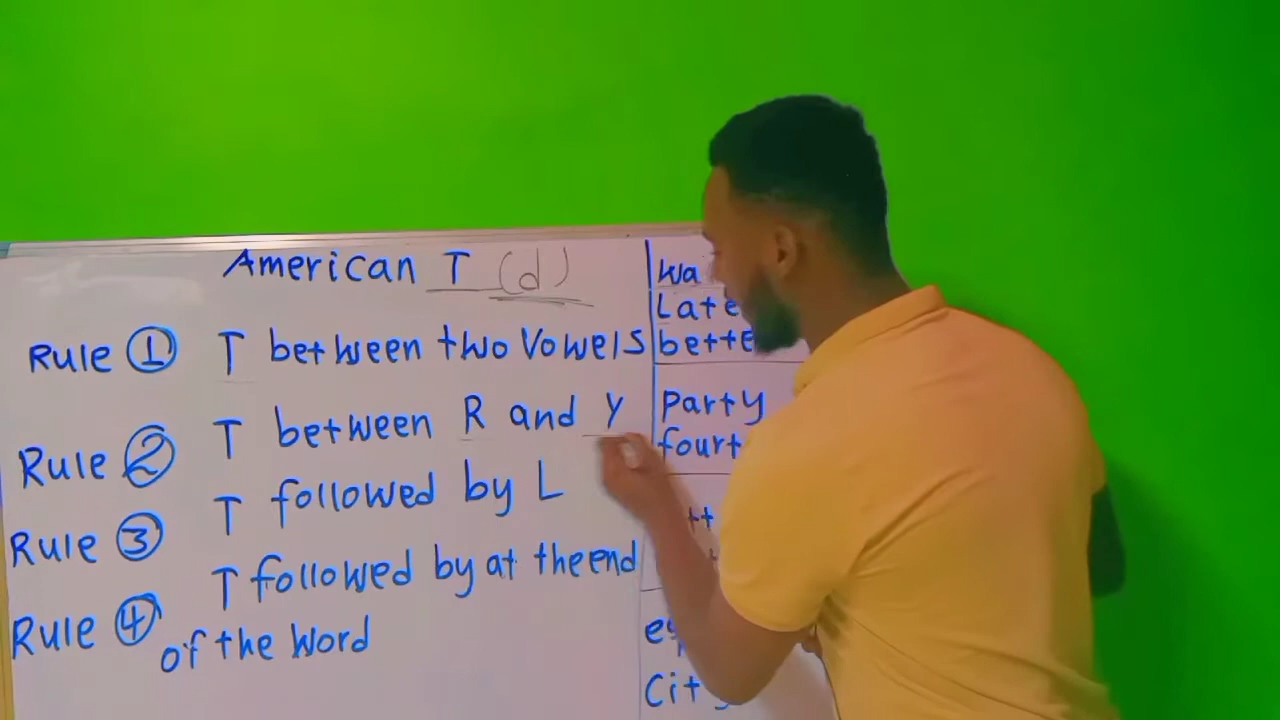 American T (d)
Rule 1 T between two Vowels
Rule 2 T between R and Y
Rule 3 T followed by L
Rule 4 T followed by at the end
of the Word
Party